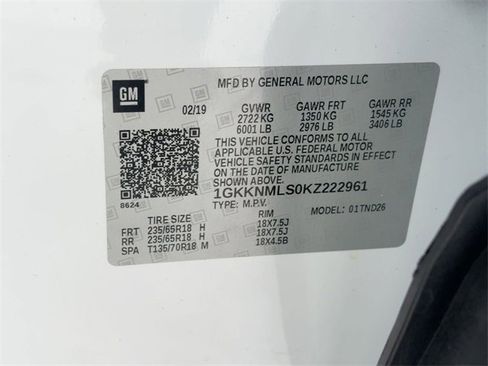 GM
MFD BY GENERAL MOTORS LLC
02/19 GVWR GAWR FRT GAWR RR
2722 KG 1350 KG 1545 KG
6001 LB 2976 LB 3406 LB
THIS VEHICLE CONFORMS TO ALL
APPLICABLE U.S. FEDERAL MOTOR
VEHICLE SAFETY AND THEFT PREVENTION
STANDARDS IN EFFECT ON THE DATE
OF MANUFACTURE SHOWN ABOVE.
1GKKNMLS0KZ222961
TYPE: M.P.V. MODEL: 01TND26
8624
TIRE SIZE RIM
FRT 235/65R18 H 18X7.5J
RR 235/65R18 H 18X7.5J
SPA T135/70R18 M 18X4.5B